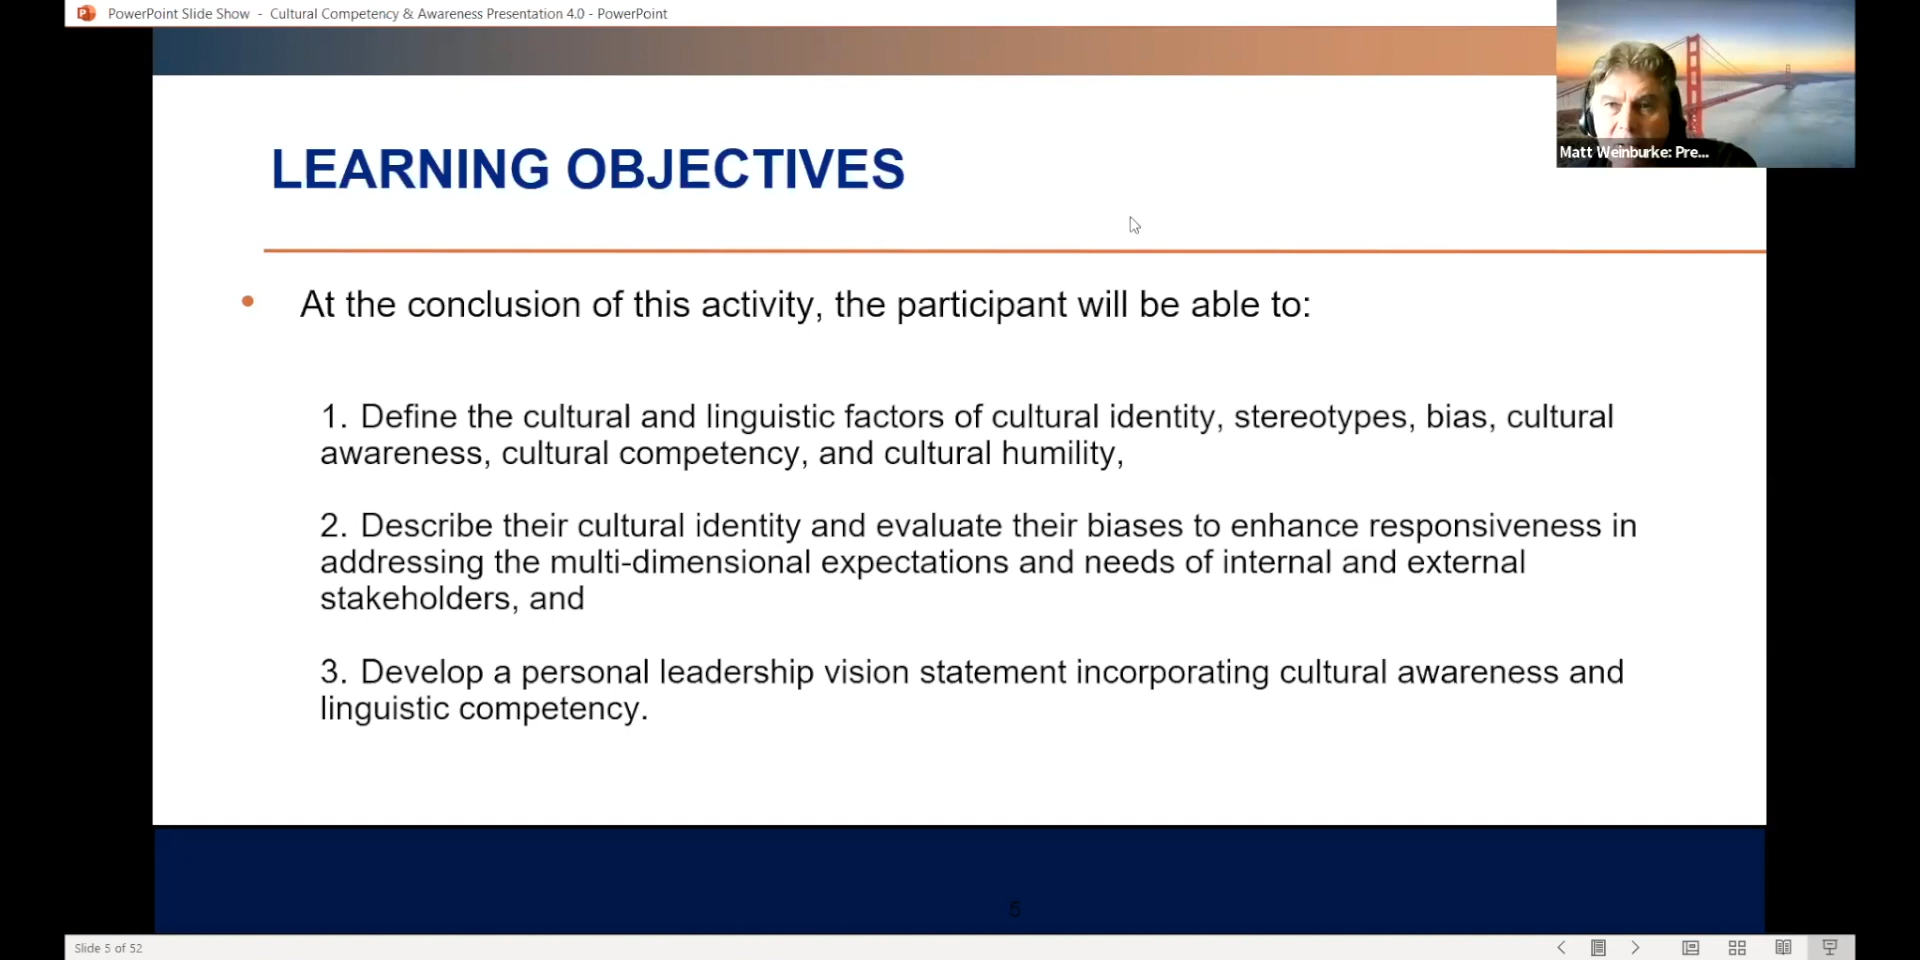 PowerPoint Slide Show - Cultural Competency & Awareness Presentation 4.0 - PowerPoint
Matt Weinburke: Pre...
LEARNING OBJECTIVES
• At the conclusion of this activity, the participant will be able to:
1. Define the cultural and linguistic factors of cultural identity, stereotypes, bias, cultural
awareness, cultural competency, and cultural humility,
2. Describe their cultural identity and evaluate their biases to enhance responsiveness in
addressing the multi-dimensional expectations and needs of internal and external
stakeholders, and
3. Develop a personal leadership vision statement incorporating cultural awareness and
linguistic competency.
5
Slide 5 of 52